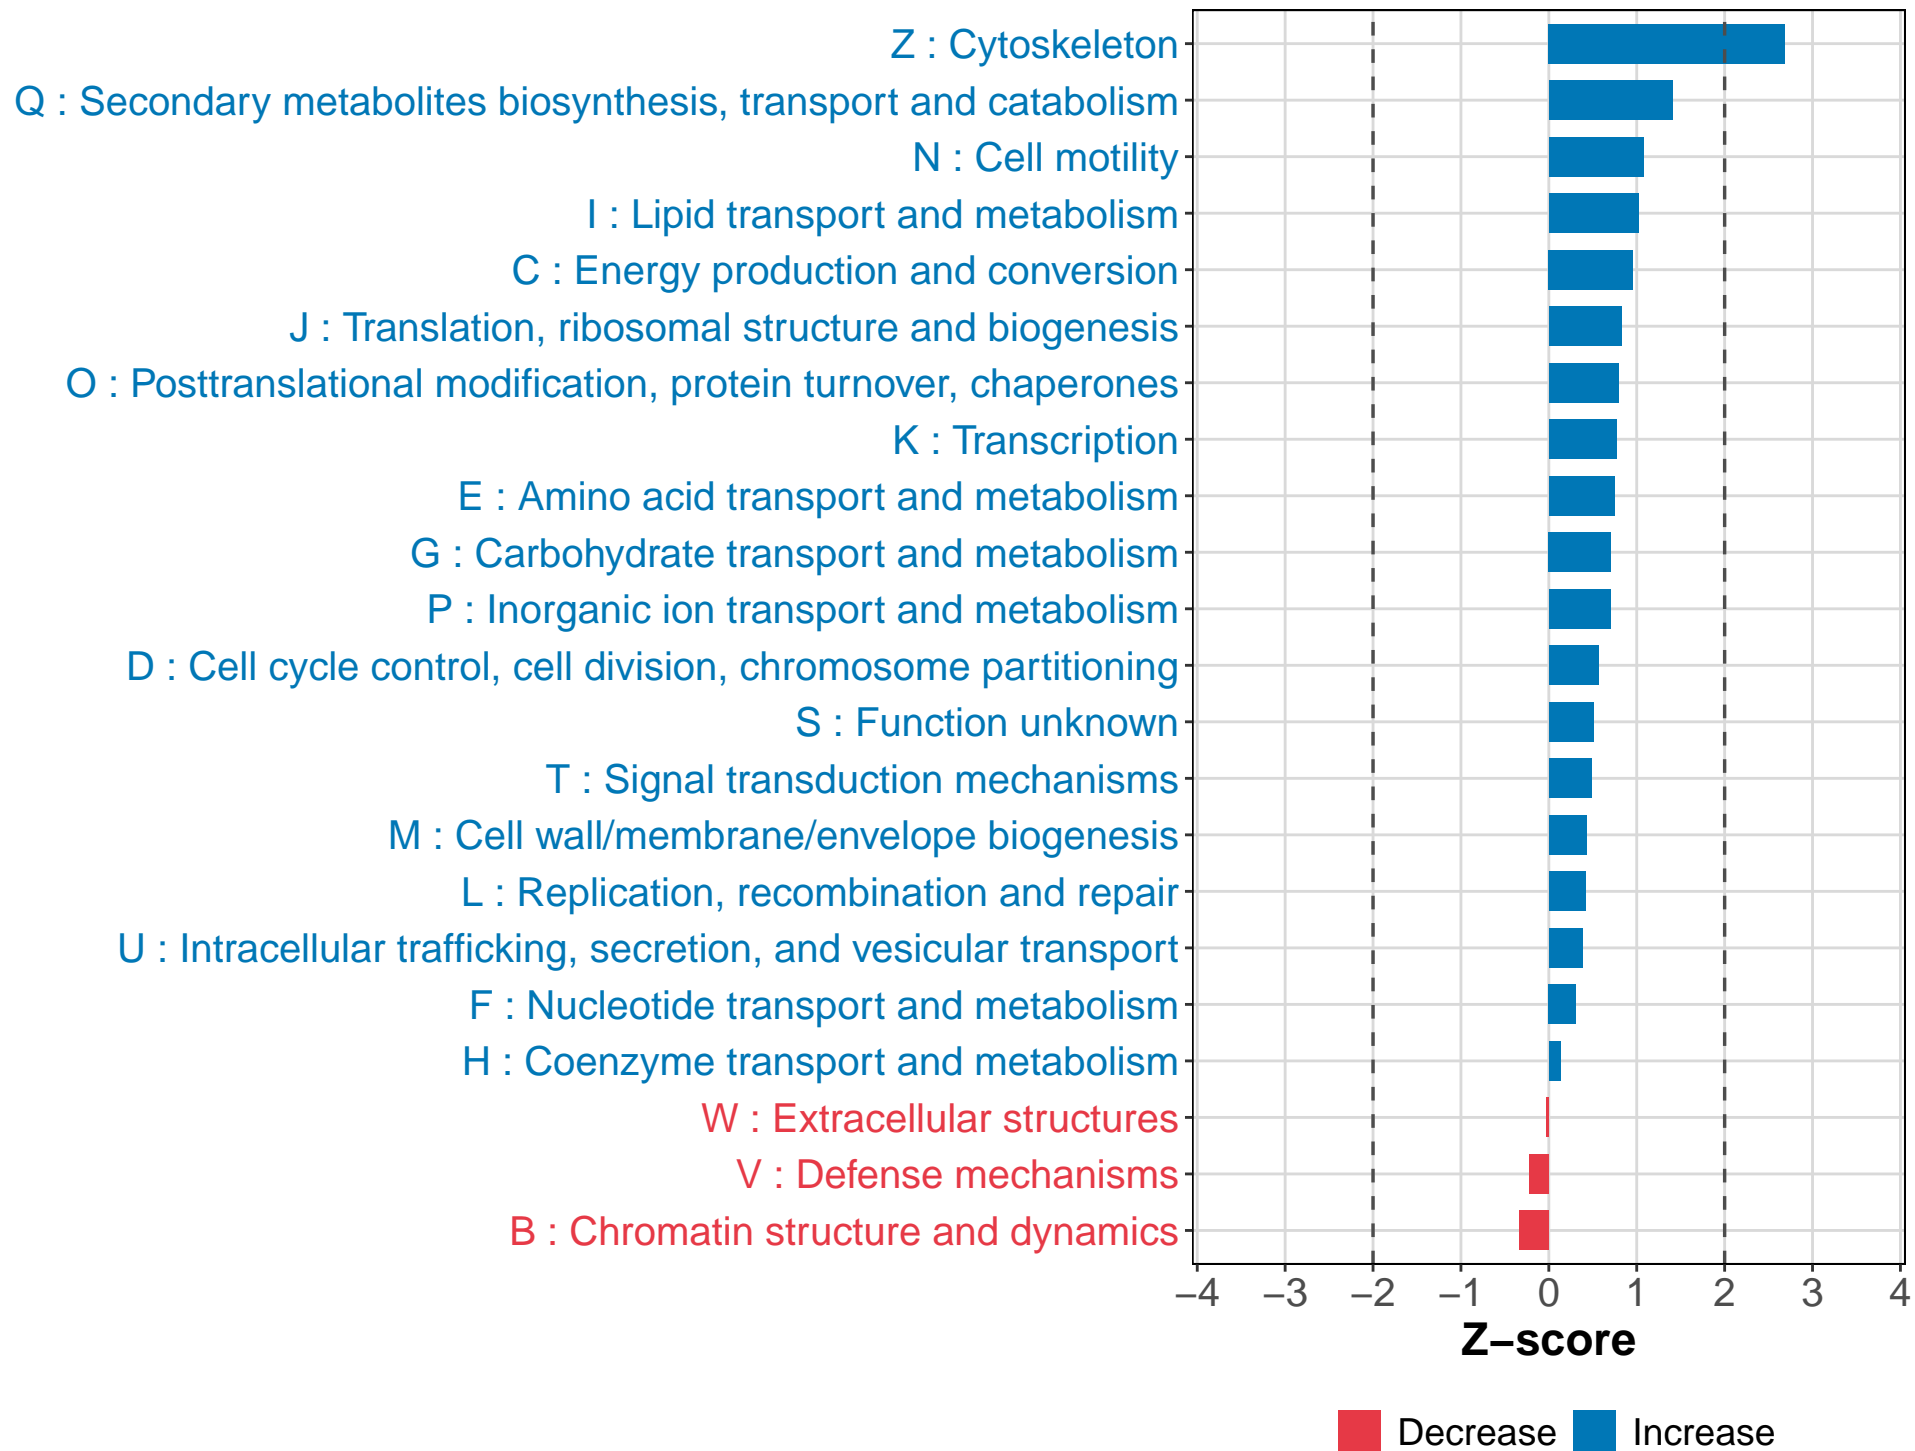 Z : Cytoskeleton
Q : Secondary metabolites biosynthesis, transport and catabolism
N : Cell motility
I : Lipid transport and metabolism
C : Energy production and conversion
J : Translation, ribosomal structure and biogenesis
O : Posttranslational modification, protein turnover, chaperones
K : Transcription
E : Amino acid transport and metabolism
G : Carbohydrate transport and metabolism
P : Inorganic ion transport and metabolism
D : Cell cycle control, cell division, chromosome partitioning
S : Function unknown
T : Signal transduction mechanisms
M : Cell wall/membrane/envelope biogenesis
L : Replication, recombination and repair
U : Intracellular trafficking, secretion, and vesicular transport
F : Nucleotide transport and metabolism
H : Coenzyme transport and metabolism
W : Extracellular structures
V : Defense mechanisms
B : Chromatin structure and dynamics
−4 −3 −2 −1 0 1 2 3 4
Z−score
Decrease Increase